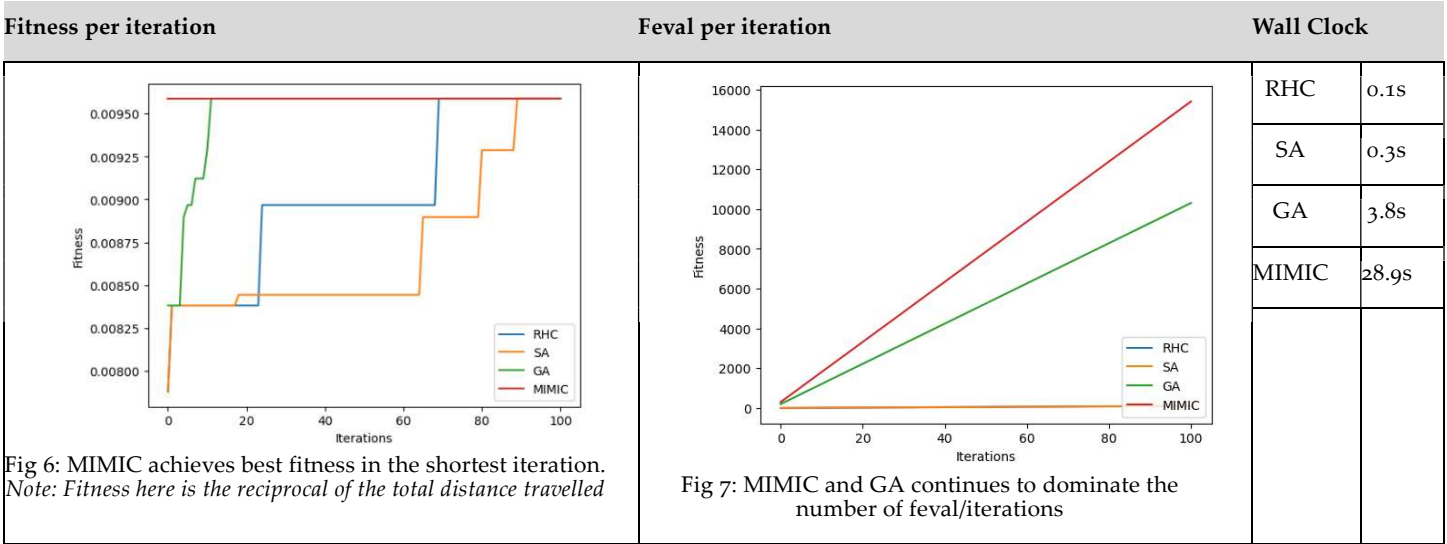 Fitness per iteration
Feval per iteration
Wall Clock
0.00950
0.00925
0.00900
0.00875
0.00850
0.00825
0.00800
Fitness
0
20
40
60
80
100
Iterations
RHC
SA
GA
MIMIC
Fig 6: MIMIC achieves best fitness in the shortest iteration.
Note: Fitness here is the reciprocal of the total distance travelled
16000
14000
12000
10000
8000
6000
4000
2000
0
Fitness
0
20
40
60
80
100
Iterations
RHC
SA
GA
MIMIC
Fig 7: MIMIC and GA continues to dominate the
number of feval/iterations
RHC 0.1s
SA 0.3s
GA 3.8s
MIMIC 28.9s